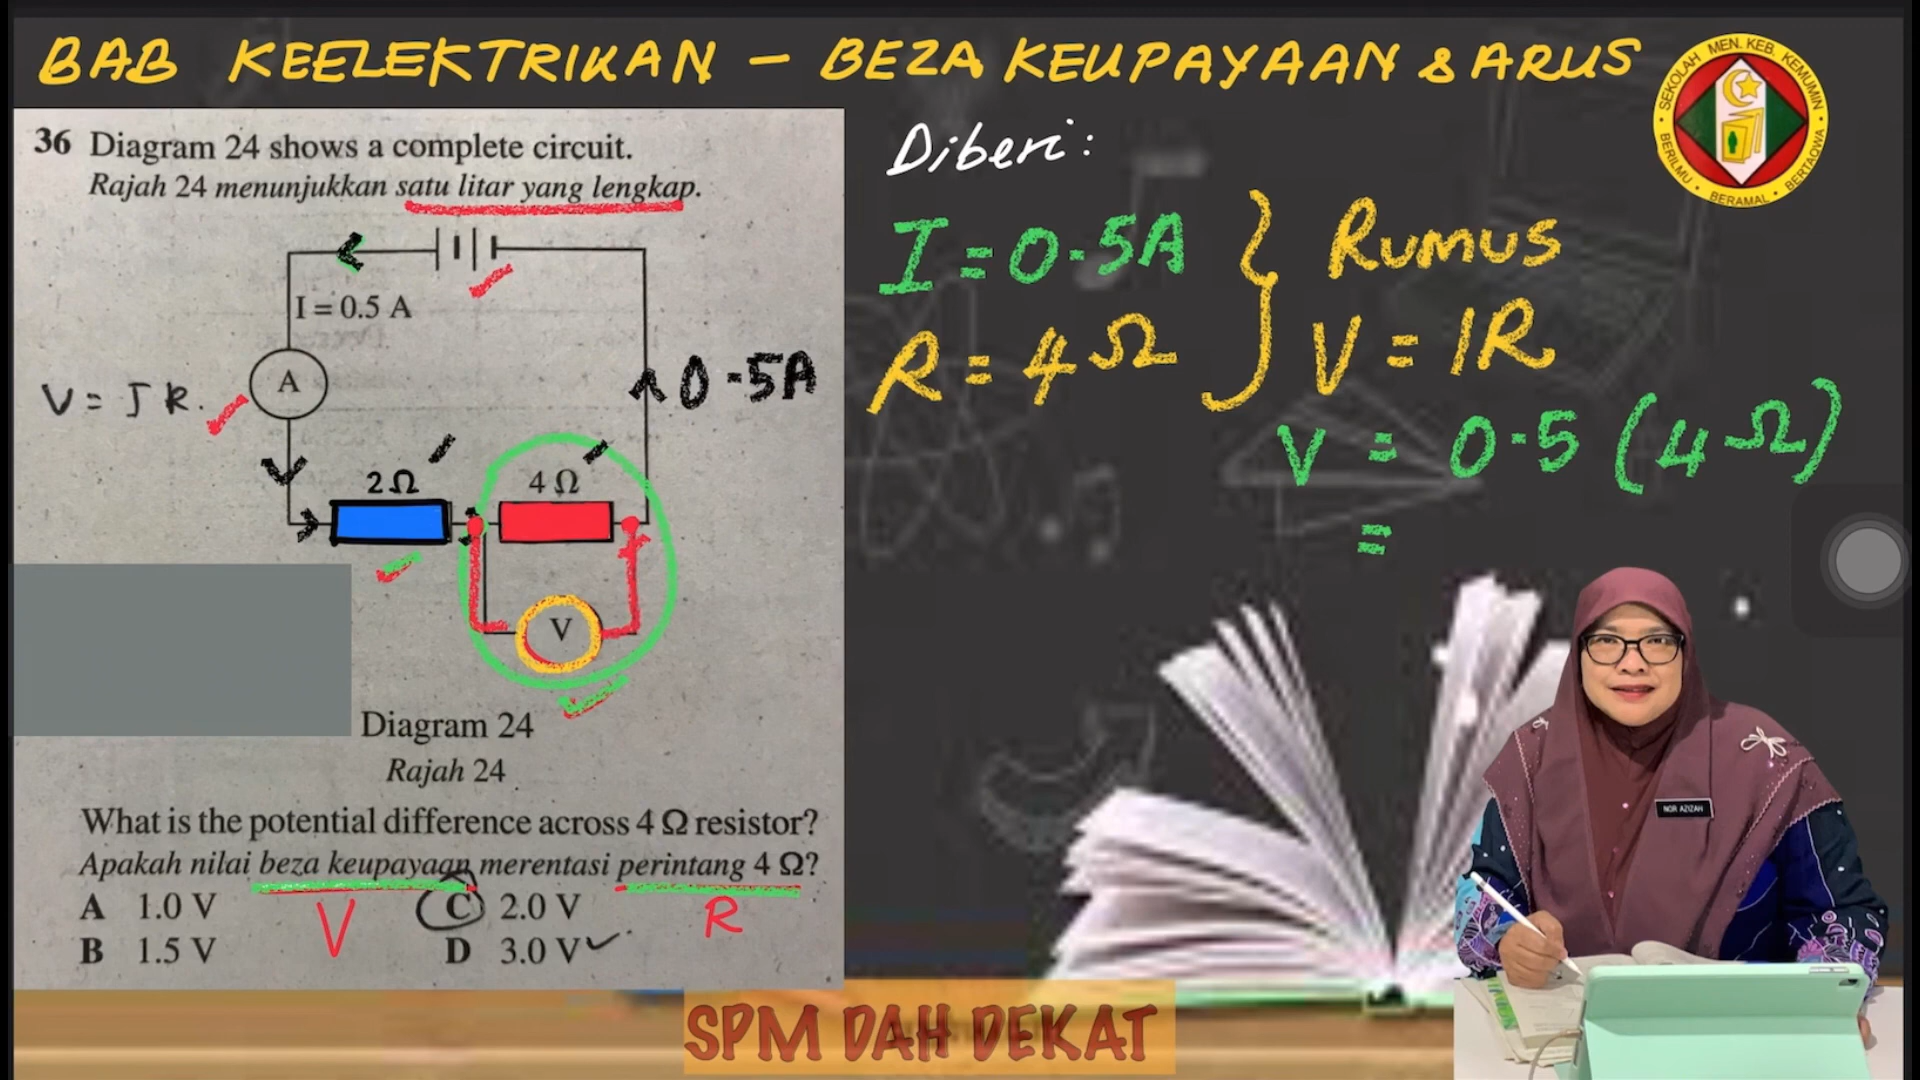 BAB KEELEKTRIKAN - BEZA KEUPAYAAN & ARUS
SEKOLAH MEN. KEB. KEMUMIN
BERILMU • BERAMAL • BERTAQWA
36 Diagram 24 shows a complete circuit.
Rajah 24 menunjukkan satu litar yang lengkap.
I = 0.5 A
A
V = IR.
0.5A
2Ω
4 Ω
V
Diagram 24
Rajah 24
What is the potential difference across 4 Ω resistor?
Apakah nilai beza keupayaan merentasi perintang 4 Ω?
A 1.0 V
C 2.0 V
B 1.5 V
D 3.0 V
V
R
Diberi:
I = 0.5A
R = 4Ω
Rumus
V = IR
V = 0.5 (4Ω)
=
NOR AZIZAH
SPM DAH DEKAT